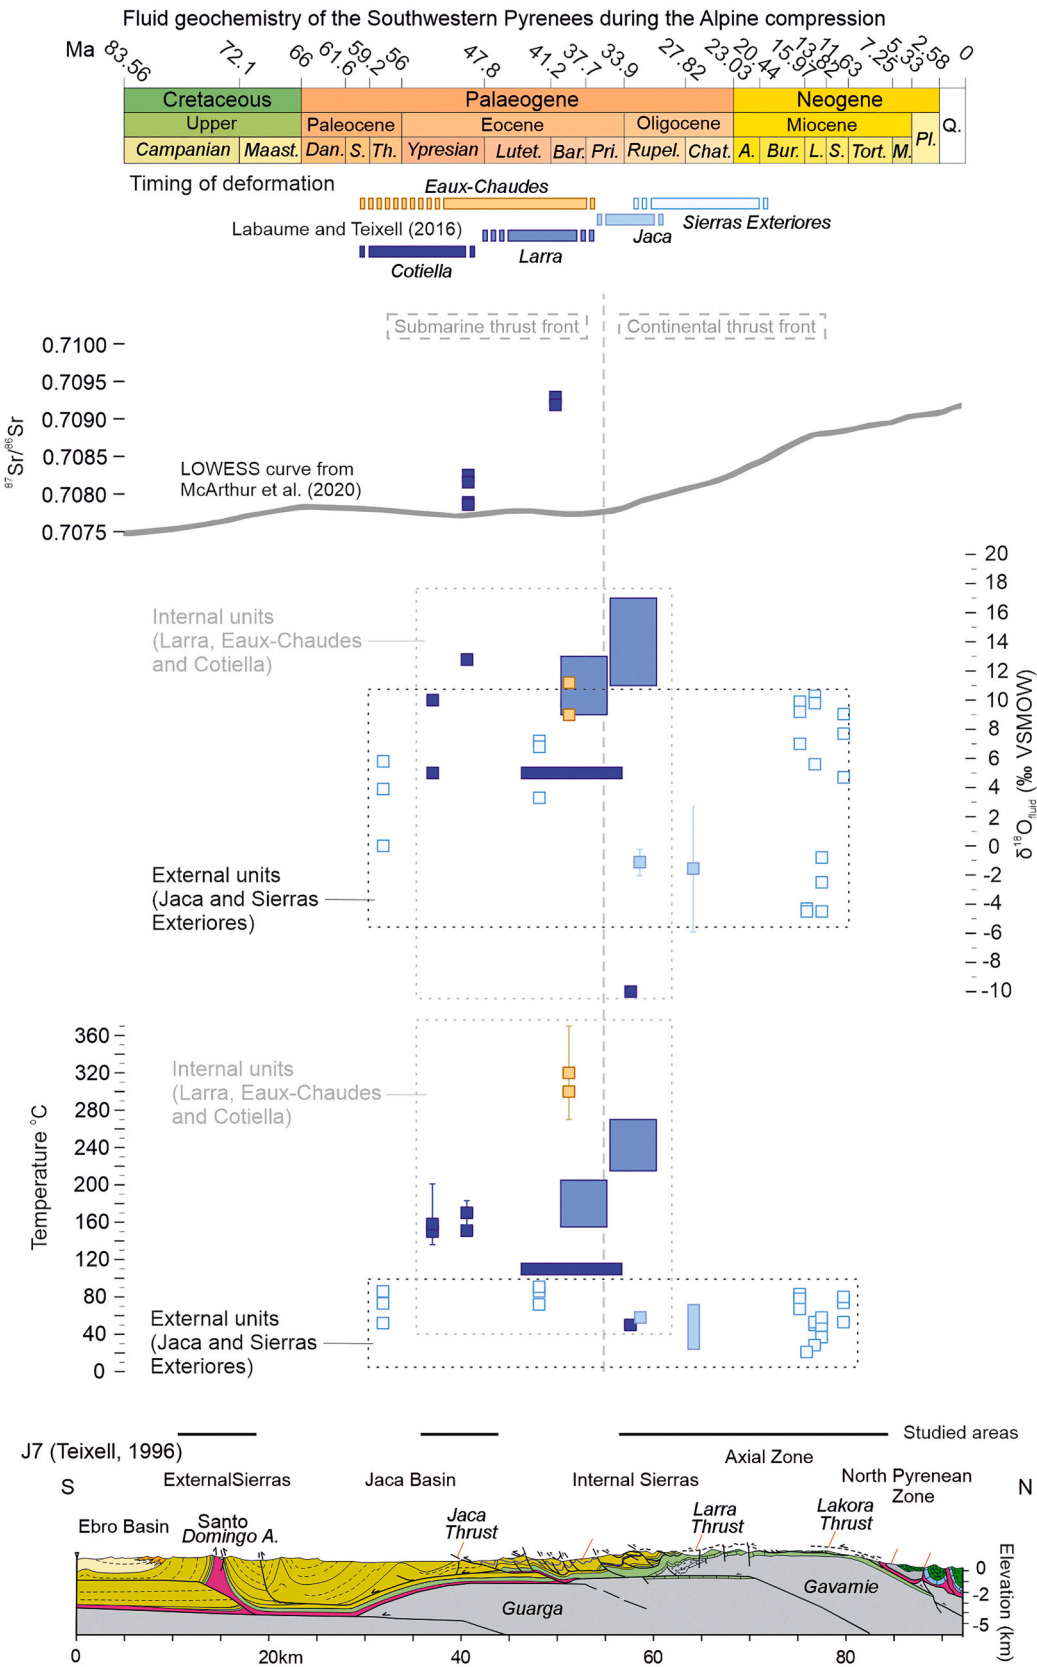 Fluid geochemistry of the Southwestern Pyrenees during the Alpine compression
Ma
83.56 72.1 66 61.6 59.2 56 47.8 41.2 37.7 33.9 27.82 23.03 20.44 15.97 13.82 11.63 7.25 5.33 2.58 0
Cretaceous Palaeogene Neogene Q.
Upper Paleocene Eocene Oligocene Miocene Pl.
Campanian Maast. Dan. S. Th. Ypresian Lutet. Bar. Pri. Rupel. Chat. A. Bur. L. S. Tort. M.
Timing of deformation
Eaux-Chaudes
Sierras Exteriores
Labaume and Teixell (2016)
Jaca
Larra
Cotiella
Submarine thrust front
Continental thrust front
0.7100
0.7095
0.7090
0.7085
0.7080
0.7075
⁸⁷Sr/⁸⁶Sr
LOWESS curve from
McArthur et al. (2020)
20
18
16
14
12
10
8
6
4
2
0
-2
-4
-6
-8
-10
δ¹⁸O fluid (‰ VSMOW)
Internal units
(Larra, Eaux-Chaudes
and Cotiella)
External units
(Jaca and Sierras
Exteriores)
360
320
280
240
200
160
120
80
40
0
Temperature °C
Internal units
(Larra, Eaux-Chaudes
and Cotiella)
External units
(Jaca and Sierras
Exteriores)
Studied areas
J7 (Teixell, 1996)
Axial Zone
ExternalSierras
Jaca Basin
Internal Sierras
North Pyrenean
Zone
S
N
Ebro Basin
Santo
Domingo A.
Jaca
Thrust
Larra
Thrust
Lakora
Thrust
Guarga
Gavarnie
0
-2
-5
Elevation (km)
0 20km 40 60 80